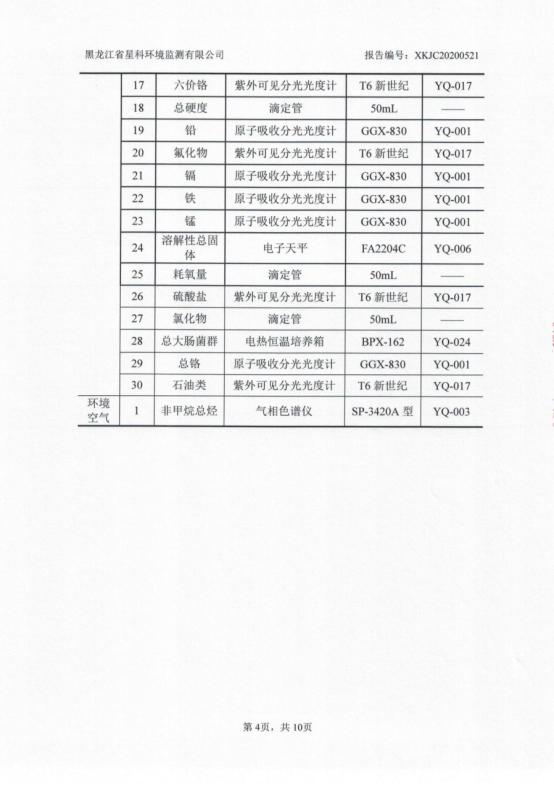 黑龙江省星科环境监测有限公司 报告编号：XKJC20200521
17 六价铬 紫外可见分光光度计 T6 新世纪 YQ-017
18 总硬度 滴定管 50mL ——
19 铅 原子吸收分光光度计 GGX-830 YQ-001
20 氟化物 紫外可见分光光度计 T6 新世纪 YQ-017
21 镉 原子吸收分光光度计 GGX-830 YQ-001
22 铁 原子吸收分光光度计 GGX-830 YQ-001
23 锰 原子吸收分光光度计 GGX-830 YQ-001
24 溶解性总固体 电子天平 FA2204C YQ-006
25 耗氧量 滴定管 50mL ——
26 硫酸盐 紫外可见分光光度计 T6 新世纪 YQ-017
27 氯化物 滴定管 50mL ——
28 总大肠菌群 电热恒温培养箱 BPX-162 YQ-024
29 总铬 原子吸收分光光度计 GGX-830 YQ-001
30 石油类 紫外可见分光光度计 T6 新世纪 YQ-017
环境空气 1 非甲烷总烃 气相色谱仪 SP-3420A 型 YQ-003
第 4页，共 10页